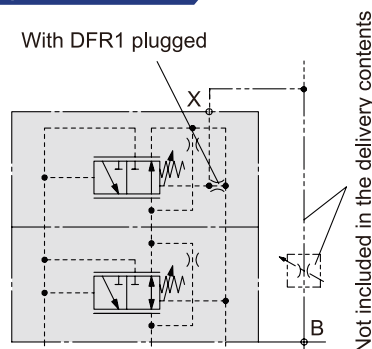 With DFR1 plugged
X
Not included in the delivery contents
B